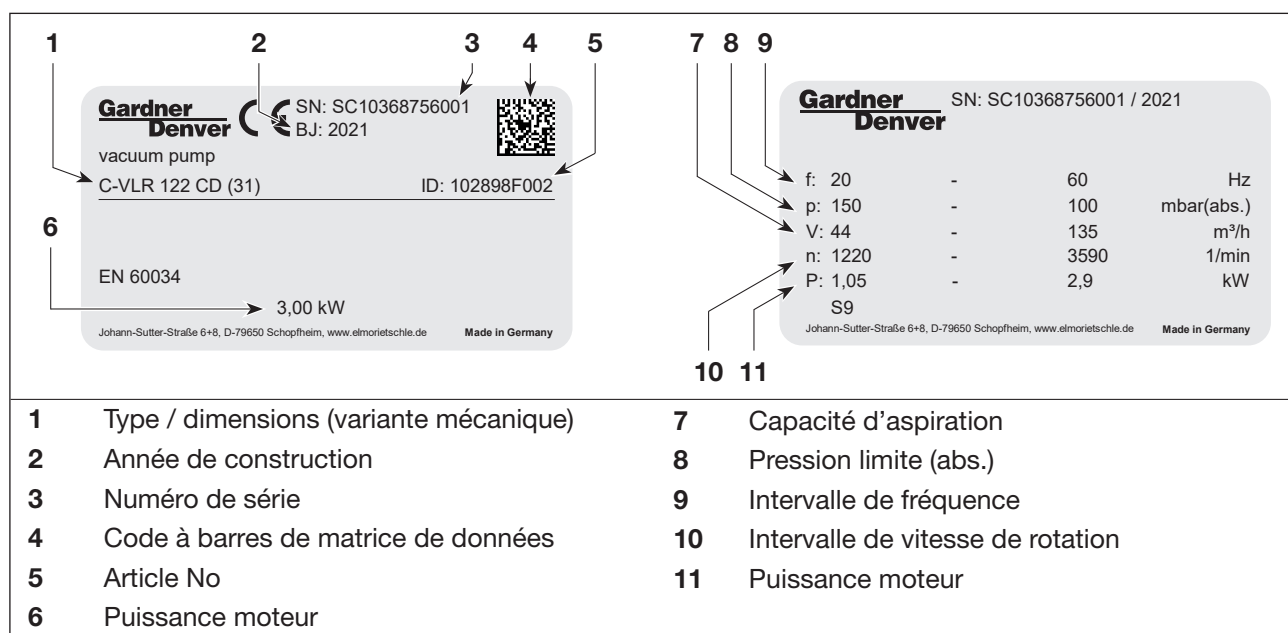 1 2 3 4 5 7 8 9
Gardner
Denver
CE
SN: SC10368756001
BJ: 2021
vacuum pump
C-VLR 122 CD (31) ID: 102898F002
6
EN 60034
3,00 kW
Johann-Sutter-Straße 6+8, D-79650 Schopfheim, www.elmorietschle.de Made in Germany
Gardner
Denver
SN: SC10368756001 / 2021
f: 20 - 60 Hz
p: 150 - 100 mbar(abs.)
V: 44 - 135 m³/h
n: 1220 - 3590 1/min
P: 1,05 - 2,9 kW
S9
Johann-Sutter-Straße 6+8, D-79650 Schopfheim, www.elmorietschle.de Made in Germany
10 11
1 Type / dimensions (variante mécanique)
2 Année de construction
3 Numéro de série
4 Code à barres de matrice de données
5 Article No
6 Puissance moteur
7 Capacité d’aspiration
8 Pression limite (abs.)
9 Intervalle de fréquence
10 Intervalle de vitesse de rotation
11 Puissance moteur